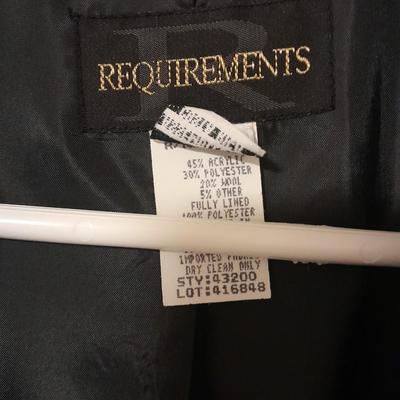 REQUIREMENTS
45% ACRYLIC
30% POLYESTER
20% WOOL
5% OTHER
FULLY LINED
100% POLYESTER
IMPORTED FABRIC
DRY CLEAN ONLY
STY:43200
LOT:416848